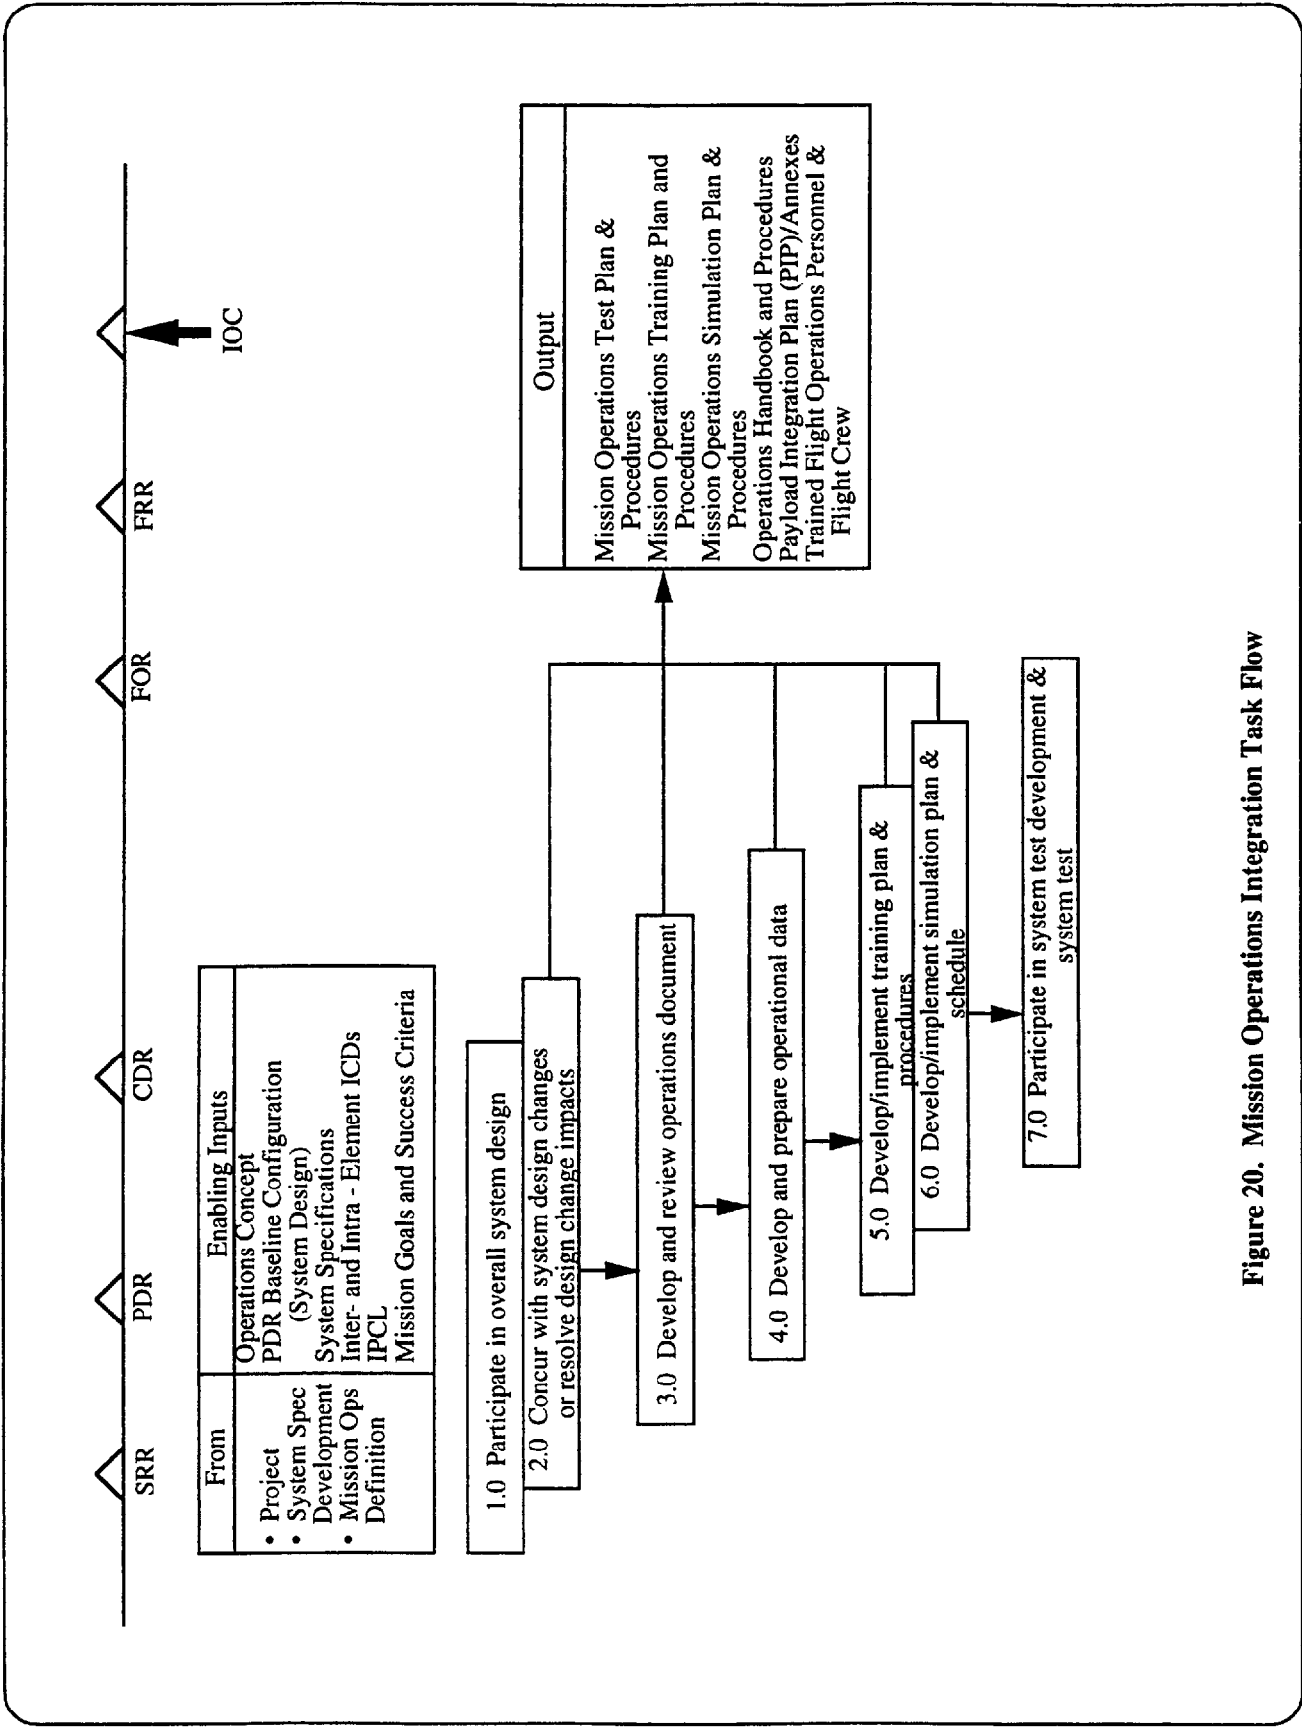 SRR
PDR
CDR
FOR
FRR
IOC
From
• Project
• System Spec
Development
• Mission Ops
Definition
Enabling Inputs
Operations Concept
PDR Baseline Configuration
(System Design)
System Specifications
Inter- and Intra - Element ICDs
IPCL
Mission Goals and Success Criteria
1.0 Participate in overall system design
2.0 Concur with system design changes
or resolve design change impacts
3.0 Develop and review operations document
4.0 Develop and prepare operational data
5.0 Develop/implement training plan &
procedures
6.0 Develop/implement simulation plan &
schedule
7.0 Participate in system test development &
system test
Output
Mission Operations Test Plan &
Procedures
Mission Operations Training Plan and
Procedures
Mission Operations Simulation Plan &
Procedures
Operations Handbook and Procedures
Payload Integration Plan (PIP)/Annexes
Trained Flight Operations Personnel &
Flight Crew
Figure 20. Mission Operations Integration Task Flow